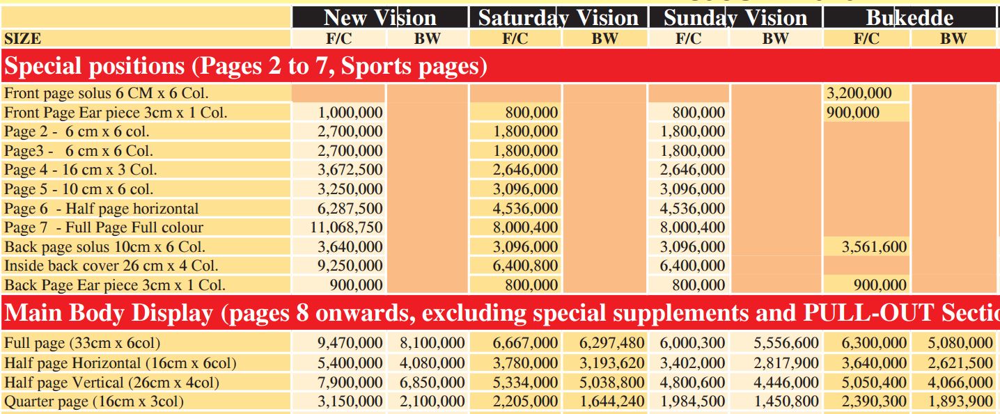 New Vision Saturday Vision Sunday Vision Bukedde
SIZE F/C BW F/C BW F/C BW F/C BW
Special positions (Pages 2 to 7, Sports pages)
Front page solus 6 CM x 6 Col. 3,200,000
Front Page Ear piece 3cm x 1 Col. 1,000,000 800,000 800,000 900,000
Page 2 - 6 cm x 6 col. 2,700,000 1,800,000 1,800,000
Page3 - 6 cm x 6 Col. 2,700,000 1,800,000 1,800,000
Page 4 - 16 cm x 3 Col. 3,672,500 2,646,000 2,646,000
Page 5 - 10 cm x 6 col. 3,250,000 3,096,000 3,096,000
Page 6 - Half page horizontal 6,287,500 4,536,000 4,536,000
Page 7 - Full Page Full colour 11,068,750 8,000,400 8,000,400
Back page solus 10cm x 6 Col. 3,640,000 3,096,000 3,096,000 3,561,600
Inside back cover 26 cm x 4 Col. 9,250,000 6,400,800 6,400,000
Back Page Ear piece 3cm x 1 Col. 900,000 800,000 800,000 900,000
Main Body Display (pages 8 onwards, excluding special supplements and PULL-OUT
Full page (33cm x 6col) 9,470,000 8,100,000 6,667,000 6,297,480 6,000,300 5,556,600 6,300,000 5,080,000
Half page Horizontal (16cm x 6col) 5,400,000 4,080,000 3,780,000 3,193,620 3,402,000 2,817,900 3,640,000 2,621,500
Half page Vertical (26cm x 4col) 7,900,000 6,850,000 5,334,000 5,038,800 4,800,600 4,446,000 5,050,400 4,066,000
Quarter page (16cm x 3col) 3,150,000 2,100,000 2,205,000 1,644,240 1,984,500 1,450,800 2,390,300 1,893,900